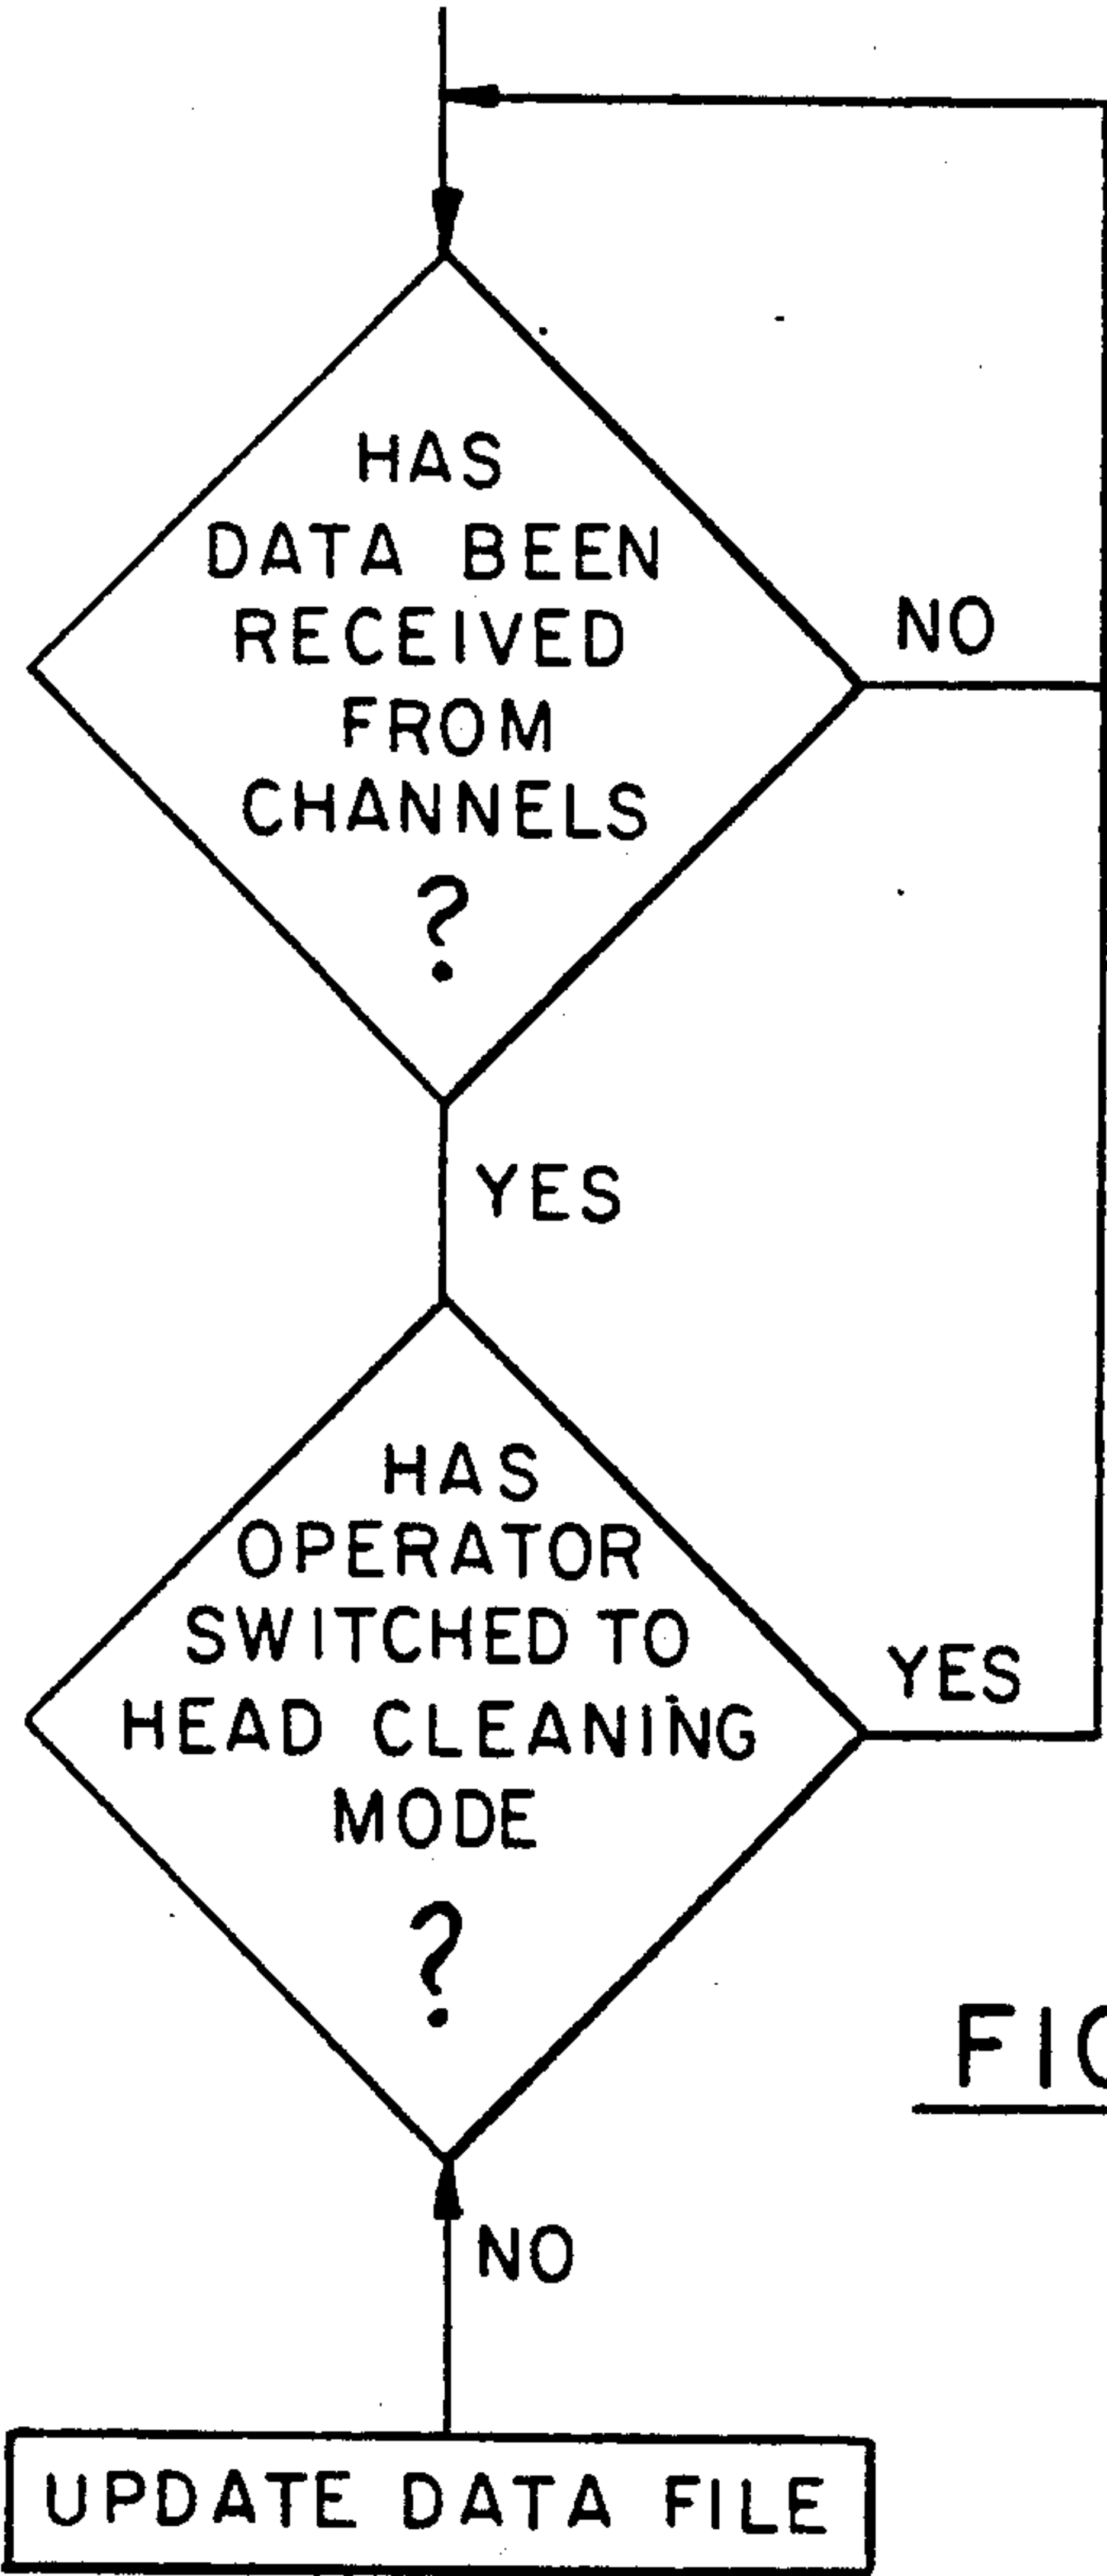 HAS
DATA BEEN
RECEIVED
FROM
CHANNELS
?
NO
YES
HAS
OPERATOR
SWITCHED TO
HEAD CLEANING
MODE
?
YES
FI
NO
UPDATE DATA FILE